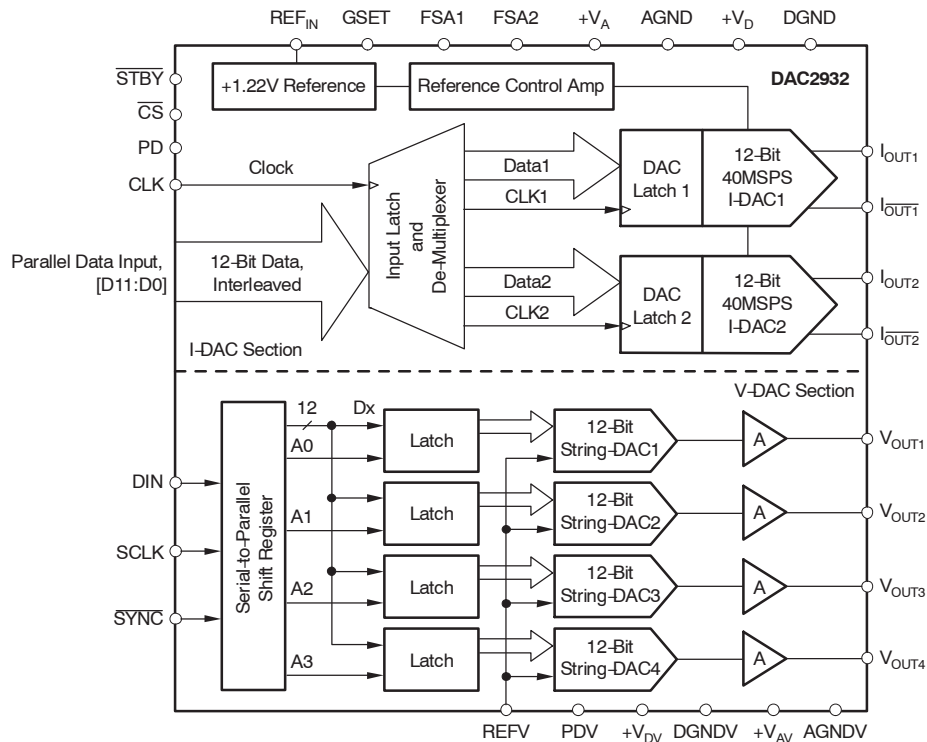 REF_IN GSET FSA1 FSA2 +V_A AGND +V_D DGND
DAC2932
S̅T̅B̅Y̅
C̅S̅
PD
CLK
+1.22V Reference
Reference Control Amp
Clock
Parallel Data Input,
[D11:D0]
12-Bit Data,
Interleaved
Input Latch
and
De-Multiplexer
Data1
CLK1
DAC
Latch 1
12-Bit
40MSPS
I-DAC1
I_OUT1
I_O̅U̅T̅1̅
Data2
CLK2
DAC
Latch 2
12-Bit
40MSPS
I-DAC2
I_OUT2
I_O̅U̅T̅2̅
I-DAC Section
V-DAC Section
DIN
SCLK
S̅Y̅N̅C̅
Serial-to-Parallel
Shift Register
12
Dx
A0
Latch
12-Bit
String-DAC1
A
V_OUT1
A1
Latch
12-Bit
String-DAC2
A
V_OUT2
A2
Latch
12-Bit
String-DAC3
A
V_OUT3
A3
Latch
12-Bit
String-DAC4
A
V_OUT4
REFV PDV +V_DV DGNDV +V_AV AGNDV